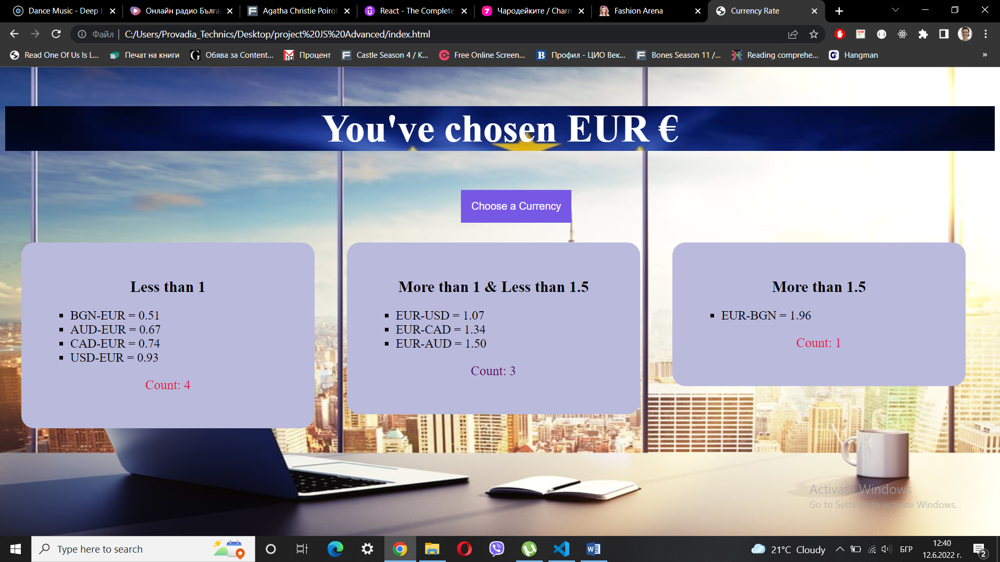 Dance Music - Deep H
Онлайн радио Бълга
Agatha Christie Poirot
React - The Complete
Чародейките / Charm
Fashion Arena
Currency Rate
Файл
C:/Users/Provadia_Technics/Desktop/project%20JS%20Advanced/index.html
Read One Of Us Is L...
Печат на книги
Обява за Content...
Процент
Castle Season 4 / K...
Free Online Screen...
Профил - ЦИО Век...
Bones Season 11 /...
Reading comprehe...
Hangman
»
You've chosen EUR €
Choose a Currency
Less than 1
BGN-EUR = 0.51
AUD-EUR = 0.67
CAD-EUR = 0.74
USD-EUR = 0.93
Count: 4
More than 1 & Less than 1.5
EUR-USD = 1.07
EUR-CAD = 1.34
EUR-AUD = 1.50
Count: 3
More than 1.5
EUR-BGN = 1.96
Count: 1
Activate Windows
Go to Settings to activate Windows.
Type here to search
21°C Cloudy
БГР
12:40
12.6.2022 г.
2